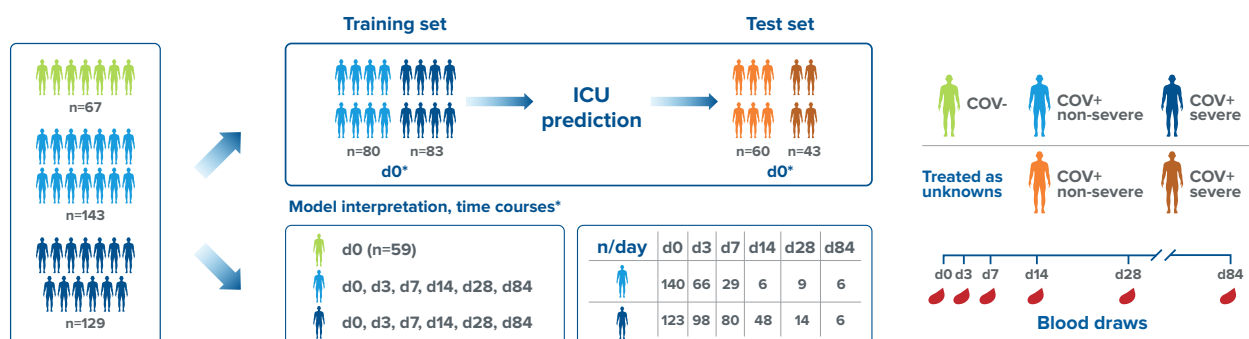 n=67
n=143
n=129
Training set
Test set
n=80
n=83
d0*
ICU
prediction
n=60
n=43
d0*
Model interpretation, time courses*
d0 (n=59)
d0, d3, d7, d14, d28, d84
d0, d3, d7, d14, d28, d84
n/day d0 d3 d7 d14 d28 d84
140 66 29 6 9 6
123 98 80 48 14 6
COV-
COV+
non-severe
COV+
severe
Treated as
unknowns
COV+
non-severe
COV+
severe
d0 d3 d7 d14 d28 d84
Blood draws